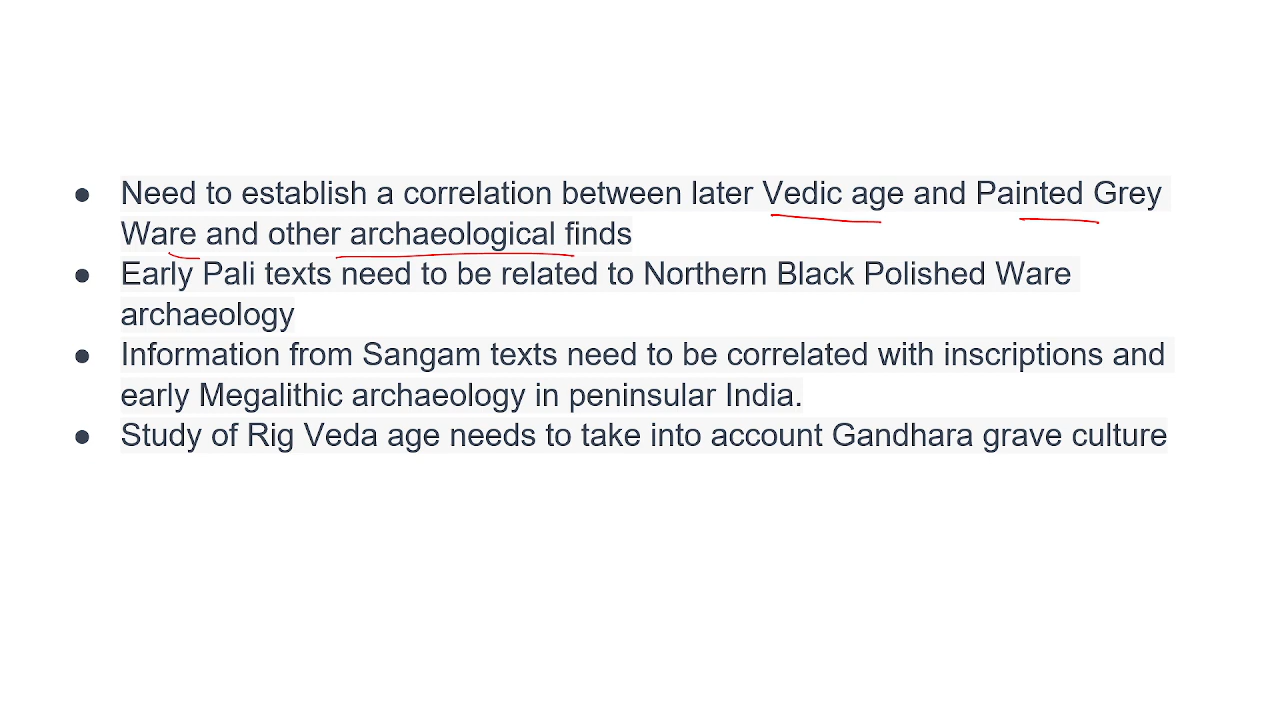 ● Need to establish a correlation between later Vedic age and Painted Grey
Ware and other archaeological finds
● Early Pali texts need to be related to Northern Black Polished Ware
archaeology
● Information from Sangam texts need to be correlated with inscriptions and
early Megalithic archaeology in peninsular India.
● Study of Rig Veda age needs to take into account Gandhara grave culture